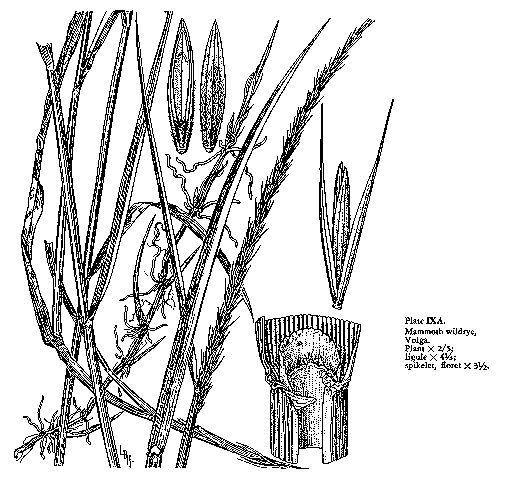 Plate IXA.
Mammoth wildrye,
Volga.
Plant × 2/5;
ligule × 4½;
spikelet, floret × 3½.